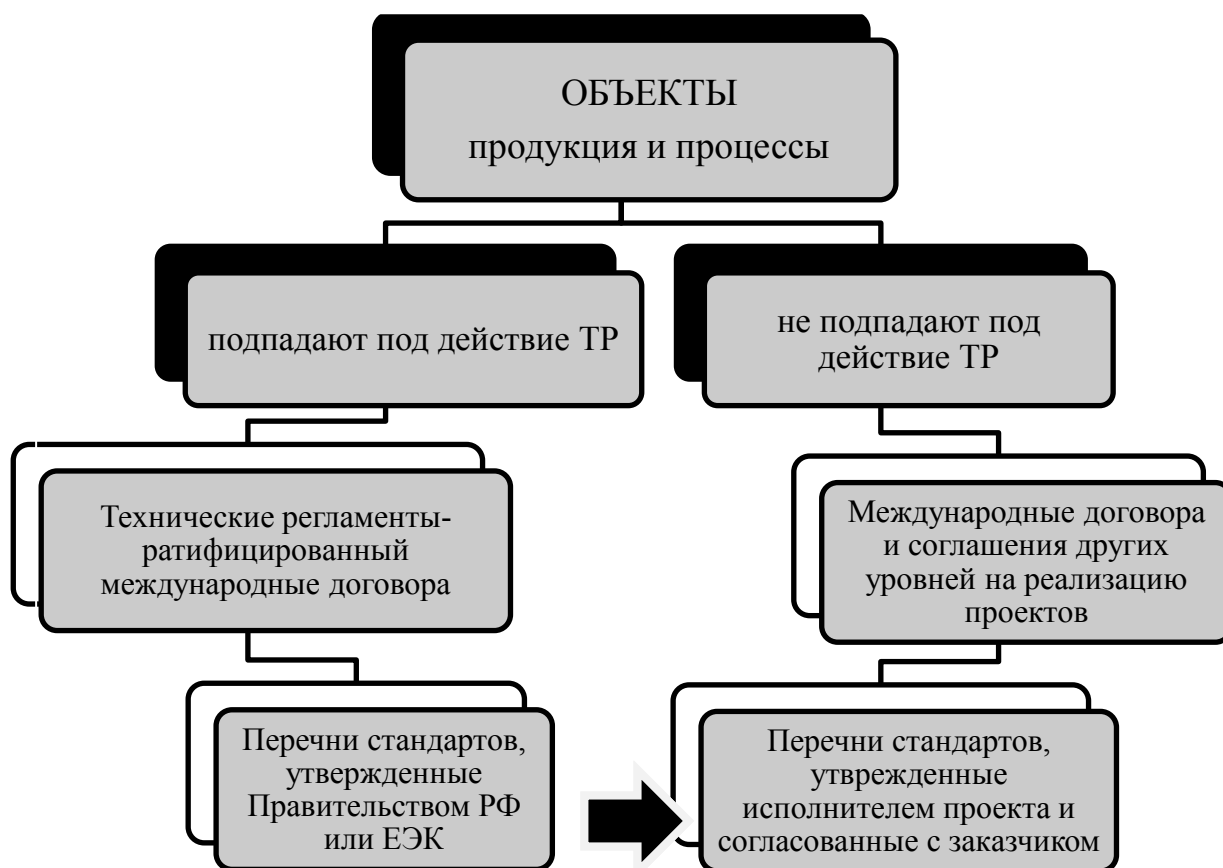 ОБЪЕКТЫ
продукция и процессы
подпадают под действие ТР
не подпадают под
действие ТР
Технические регламенты-
ратифицированный
международные договора
Международные договора
и соглашения других
уровней на реализацию
проектов
Перечни стандартов,
утвержденные
Правительством РФ
или ЕЭК
Перечни стандартов,
утврежденные
исполнителем проекта и
согласованные с заказчиком